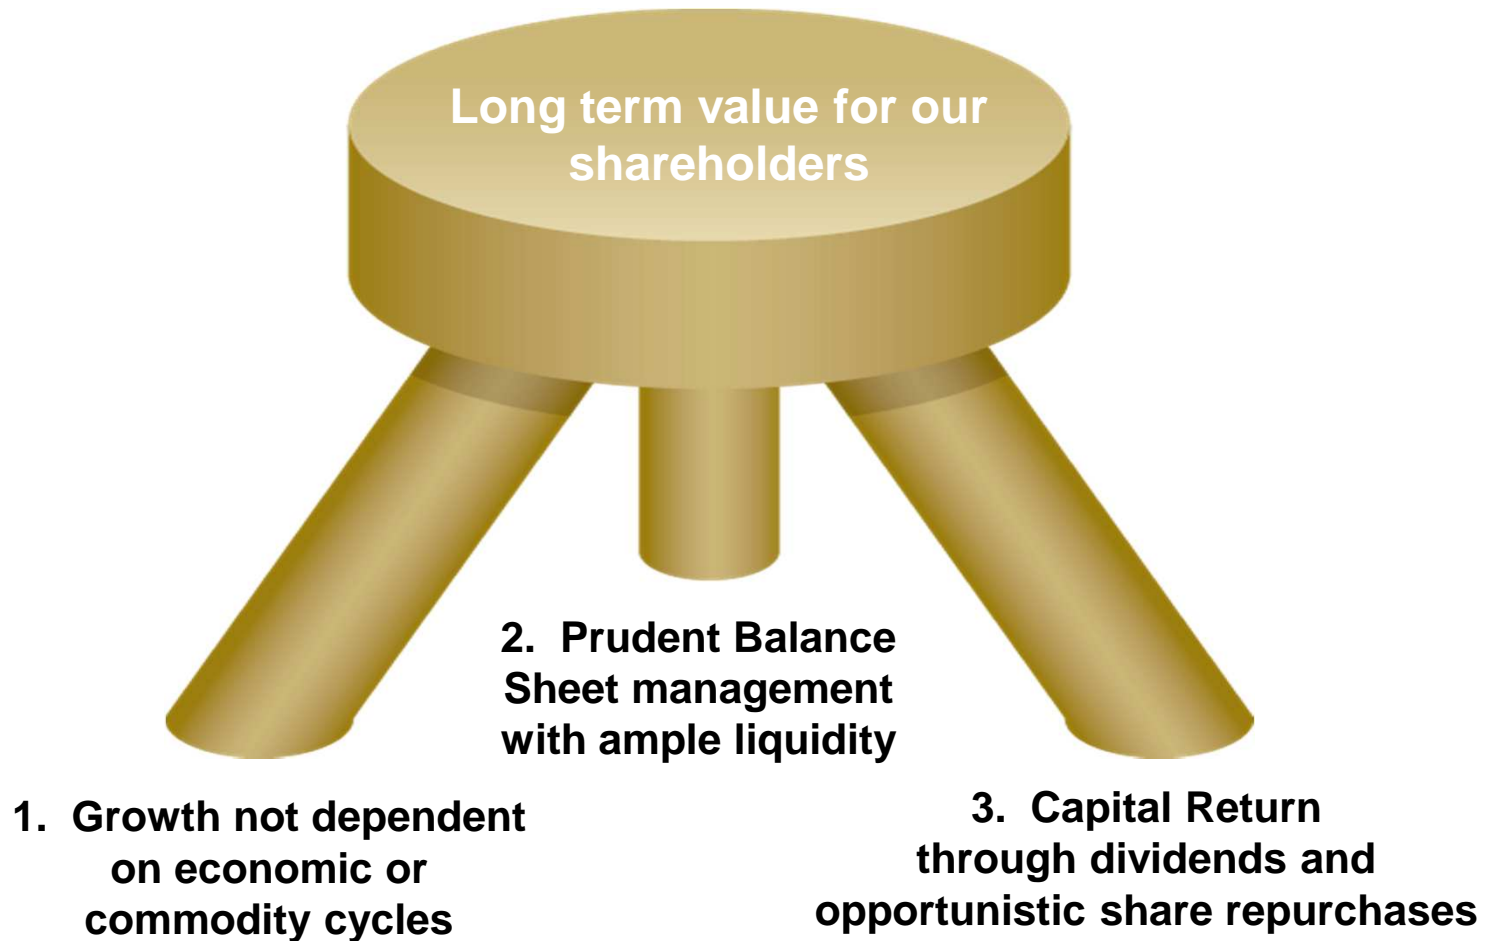 Long term value for our
shareholders
2. Prudent Balance
Sheet management
with ample liquidity
1. Growth not dependent
on economic or
commodity cycles
3. Capital Return
through dividends and
opportunistic share repurchases